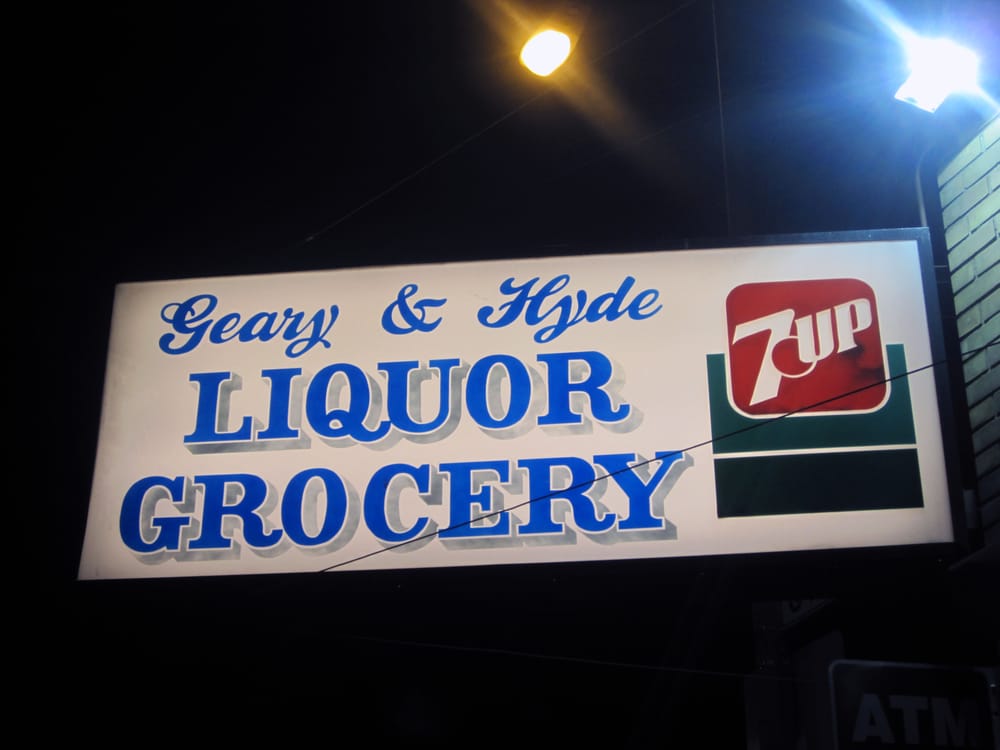 Geary & Hyde
LIQUOR
GROCERY
7UP
ATM